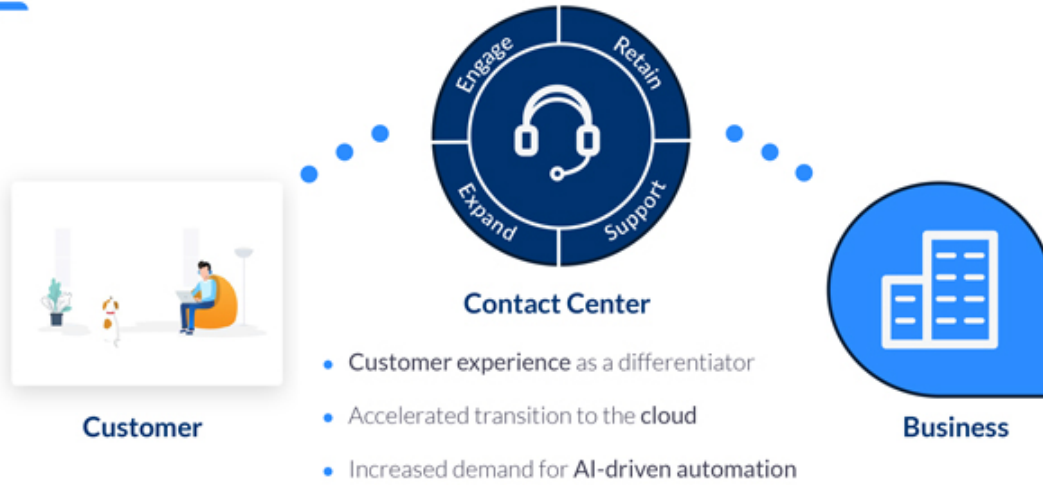 Engage
Retain
Expand
Support
Contact Center
Customer experience as a differentiator
Accelerated transition to the cloud
Increased demand for AI-driven automation
Customer
Business